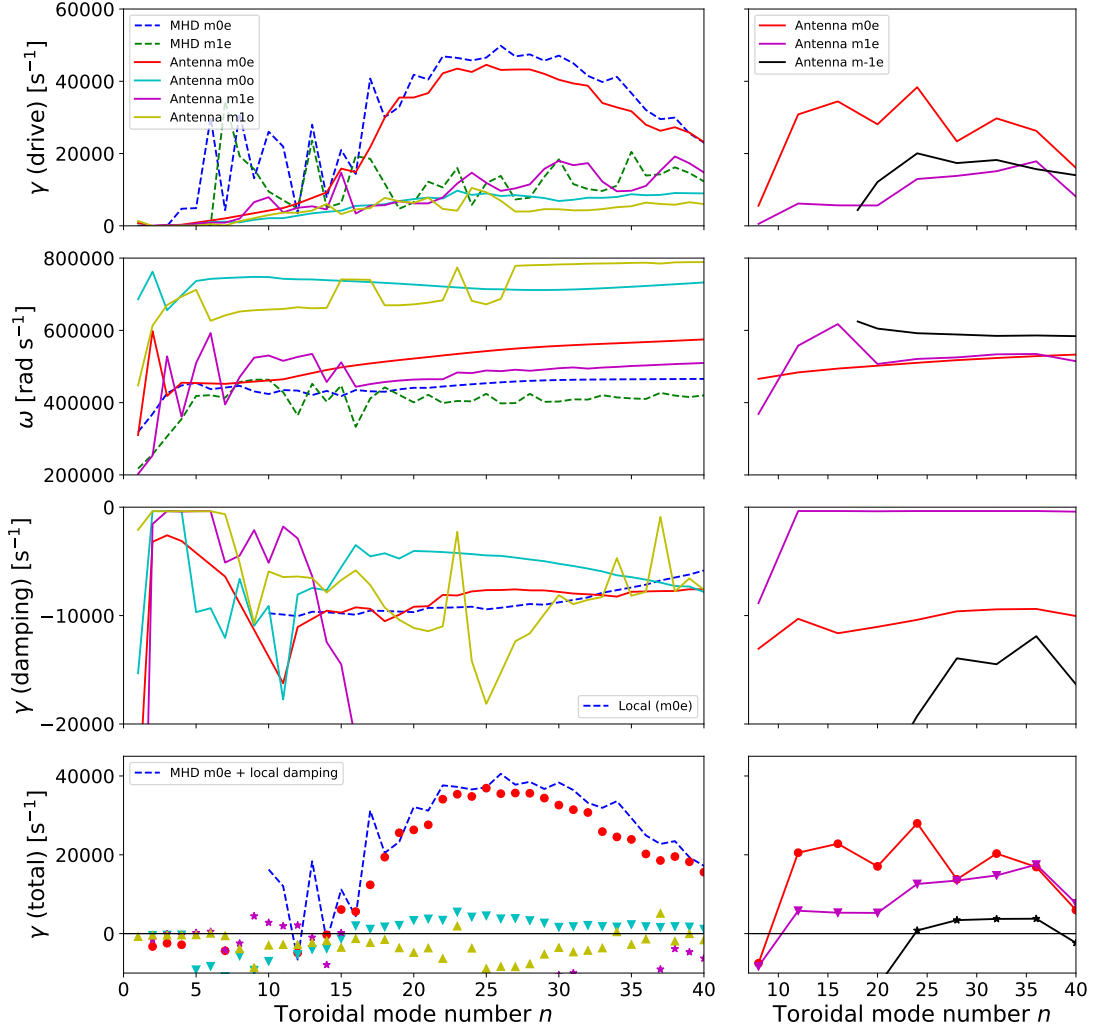 60000
40000
20000
0
γ (drive) [s⁻¹]
MHD m0e
MHD m1e
Antenna m0e
Antenna m0o
Antenna m1e
Antenna m1o
Antenna m0e
Antenna m1e
Antenna m-1e
800000
600000
400000
200000
ω [rad s⁻¹]
0
−10000
−20000
γ (damping) [s⁻¹]
Local (m0e)
40000
20000
0
γ (total) [s⁻¹]
MHD m0e + local damping
0 5 10 15 20 25 30 35 40
10 15 20 25 30 35 40
Toroidal mode number n
Toroidal mode number n